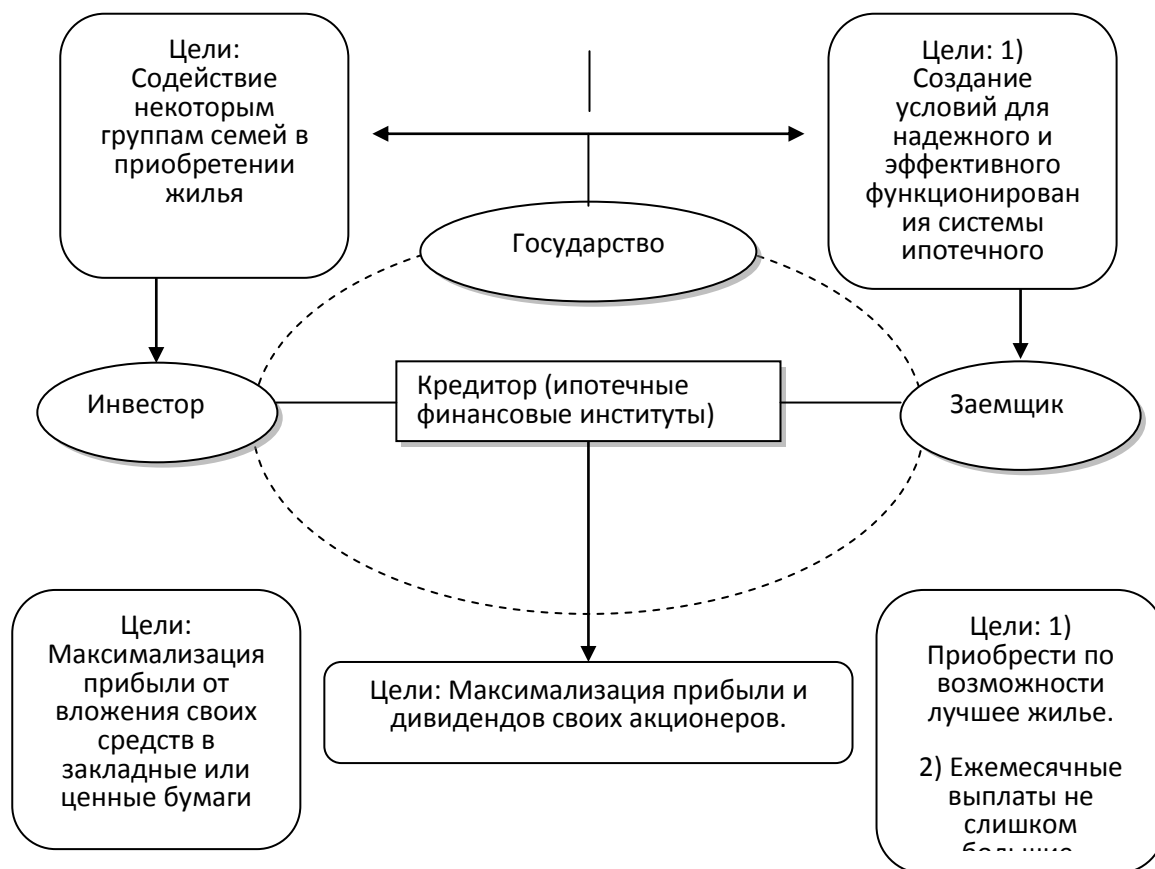 Цели:
Содействие
некоторым
группам семей в
приобретении
жилья
Цели: 1)
Создание
условий для
надежного и
эффективного
функционирован
ия системы
ипотечного
Государство
Инвестор
Кредитор (ипотечные
финансовые институты)
Заемщик
Цели:
Максимализация
прибыли от
вложения своих
средств в
закладные или
ценные бумаги
Цели: Максимализация прибыли и
дивидендов своих акционеров.
Цели: 1)
Приобрести по
возможности
лучшее жилье.
2) Ежемесячные
выплаты не
слишком